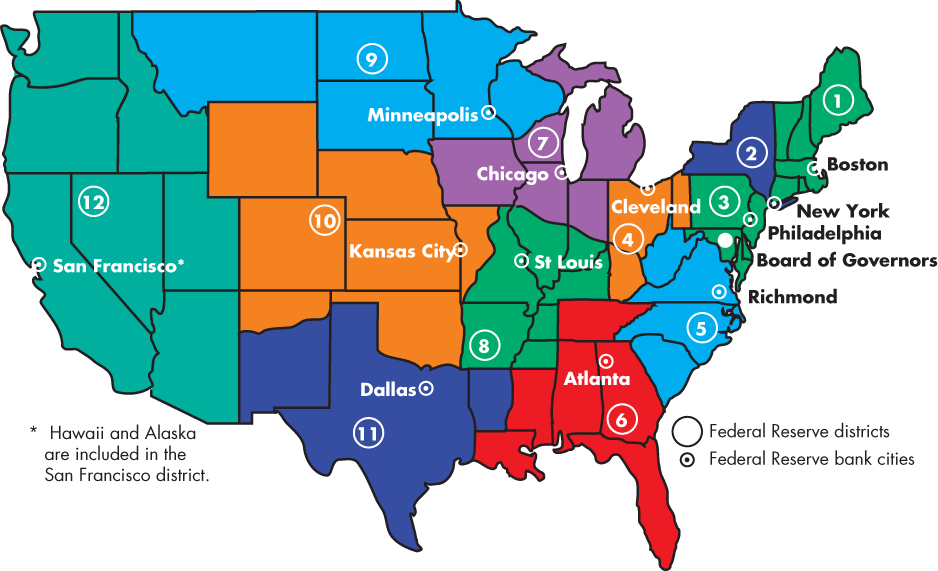 9
1
Minneapolis
7
2
Boston
Chicago
12
3
Cleveland
New York
10
4
Philadelphia
Kansas City
St Louis
Board of Governors
San Francisco*
Richmond
5
8
Atlanta
Dallas
6
11
* Hawaii and Alaska
are included in the
San Francisco district.
Federal Reserve districts
Federal Reserve bank cities